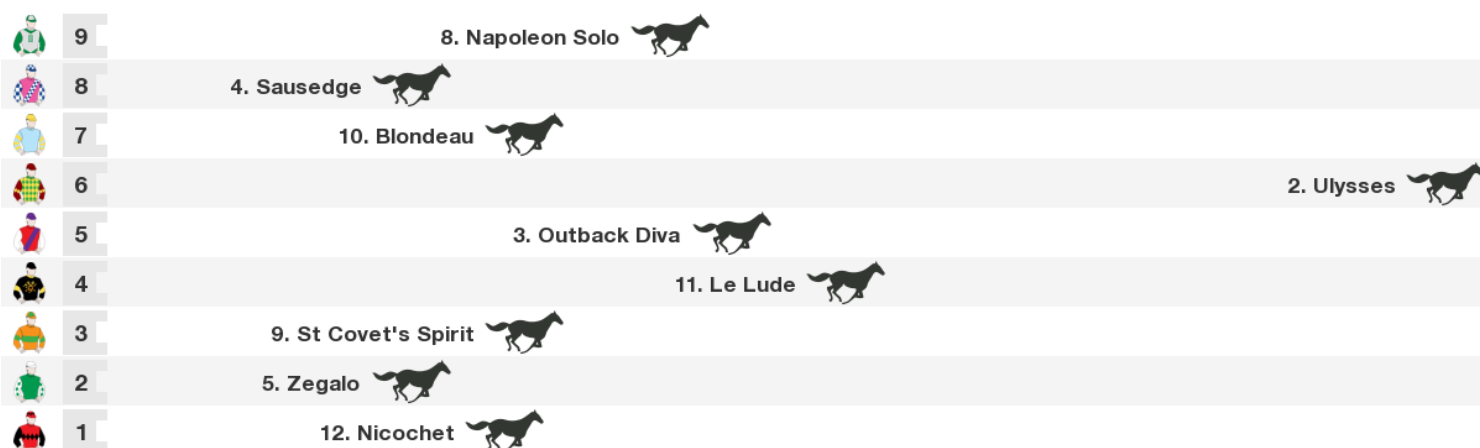 9 8. Napoleon Solo
8 4. Sausedge
7 10. Blondeau
6 2. Ulysses
5 3. Outback Diva
4 11. Le Lude
3 9. St Covet's Spirit
2 5. Zegalo
1 12. Nicochet